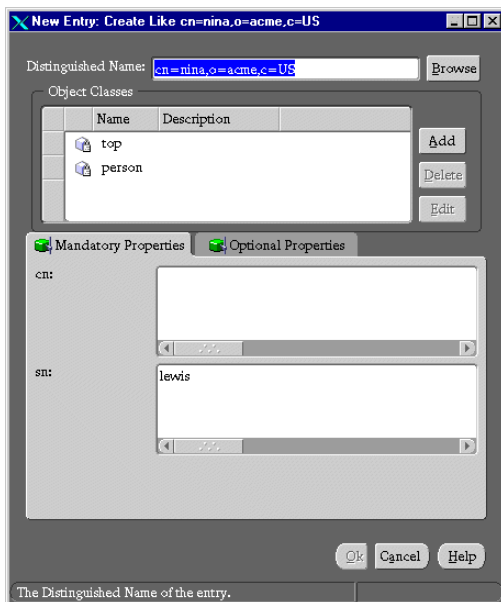 New Entry: Create Like cn=nina,o=acme,c=US
Distinguished Name: cn=nina,o=acme,c=US Browse
Object Classes
Name Description
top
person
Add
Delete
Edit
Mandatory Properties Optional Properties
cn:
sn: lewis
Ok Cancel Help
The Distinguished Name of the entry.